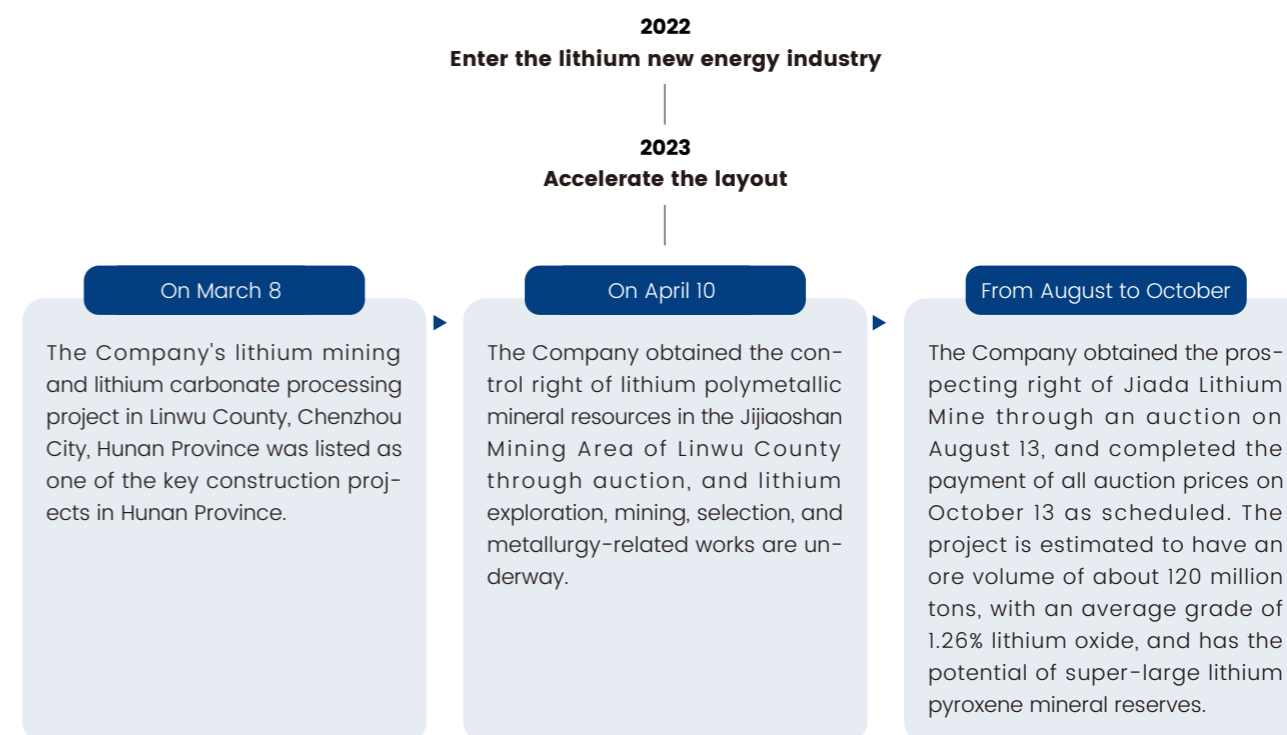 2022
Enter the lithium new energy industry
2023
Accelerate the layout
On March 8
The Company's lithium mining
and lithium carbonate processing
project in Linwu County, Chenzhou
City, Hunan Province was listed as
one of the key construction proj-
ects in Hunan Province.
On April 10
The Company obtained the con-
trol right of lithium polymetallic
mineral resources in the Jijiaoshan
Mining Area of Linwu County
through auction, and lithium
exploration, mining, selection, and
metallurgy-related works are un-
derway.
From August to October
The Company obtained the pros-
pecting right of Jiada Lithium
Mine through an auction on
August 13, and completed the
payment of all auction prices on
October 13 as scheduled. The
project is estimated to have an
ore volume of about 120 million
tons, with an average grade of
1.26% lithium oxide, and has the
potential of super-large lithium
pyroxene mineral reserves.